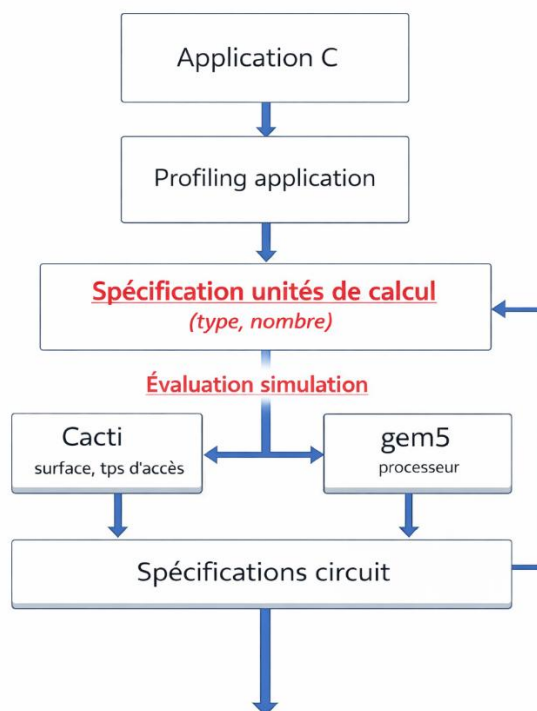 Application C
Profiling application
Spécification unités de calcul
(type, nombre)
Évaluation simulation
Cacti
surface, tps d'accès
gem5
processeur
Spécifications circuit